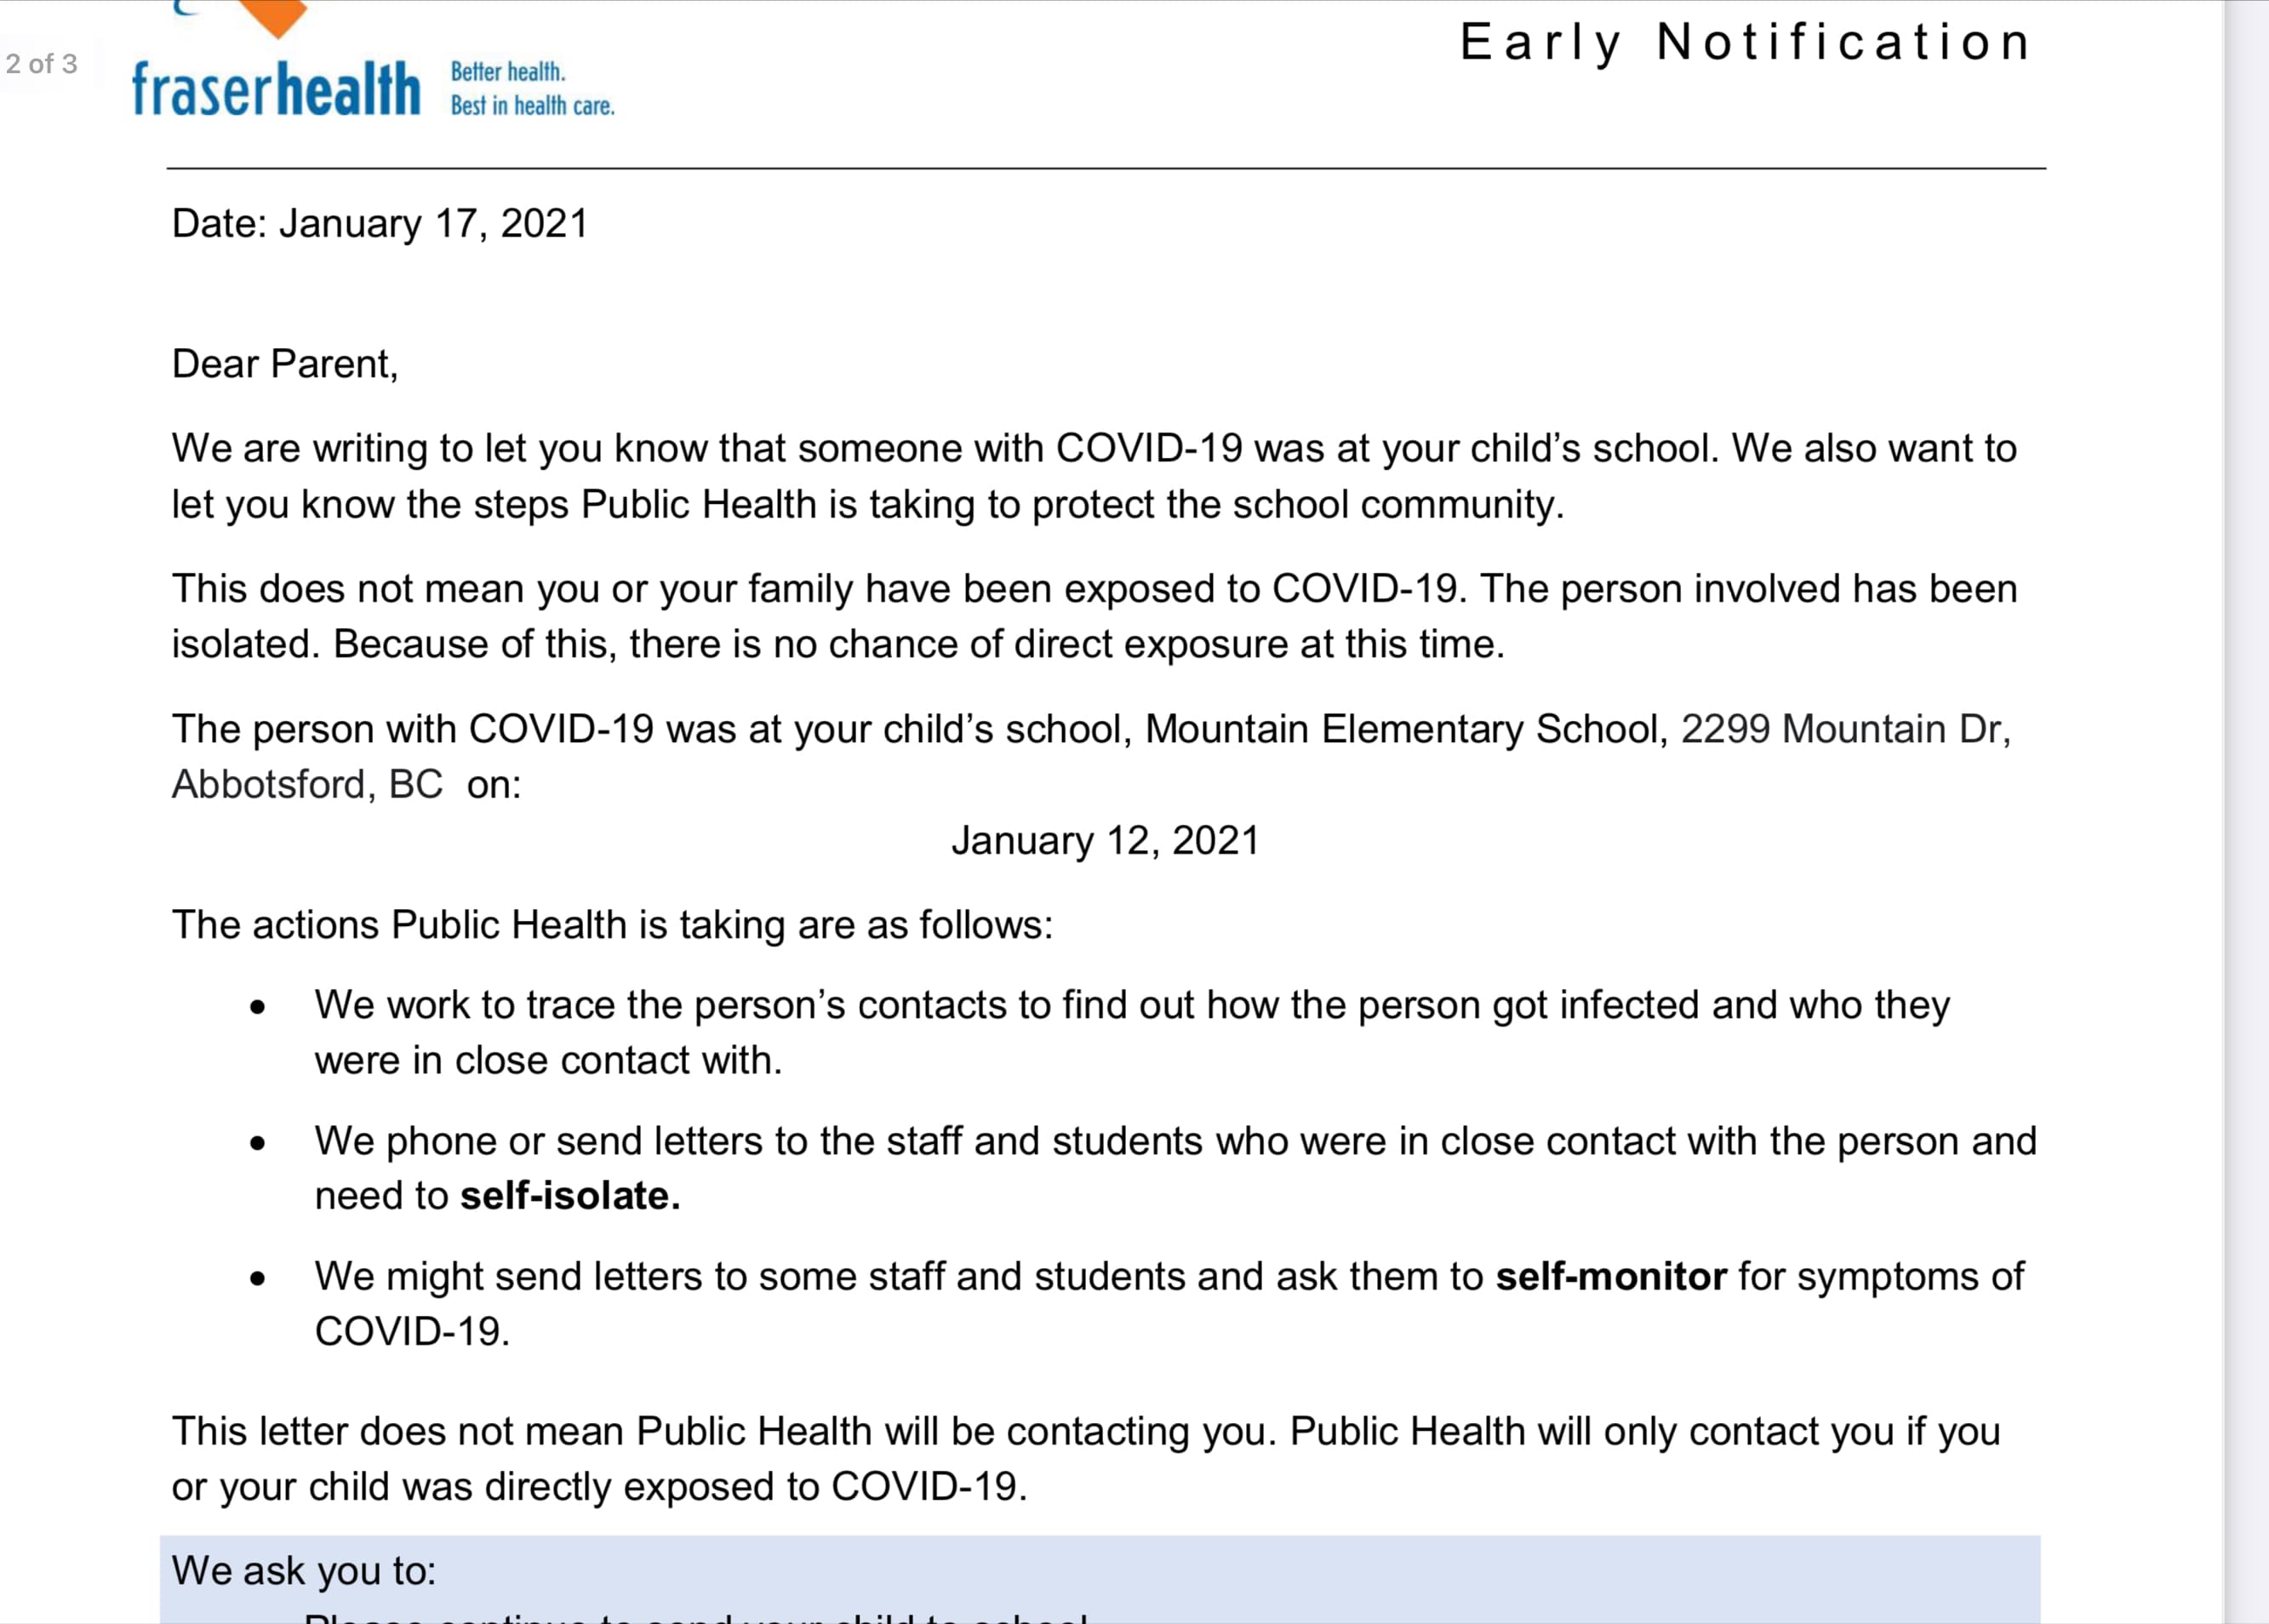 Early Notification
2 of 3
fraserhealth
Better health.
Best in health care.
Date: January 17, 2021
Dear Parent,
We are writing to let you know that someone with COVID-19 was at your child’s school. We also want to
let you know the steps Public Health is taking to protect the school community.
This does not mean you or your family have been exposed to COVID-19. The person involved has been
isolated. Because of this, there is no chance of direct exposure at this time.
The person with COVID-19 was at your child’s school, Mountain Elementary School, 2299 Mountain Dr,
Abbotsford, BC on:
January 12, 2021
The actions Public Health is taking are as follows:
• We work to trace the person’s contacts to find out how the person got infected and who they
were in close contact with.
• We phone or send letters to the staff and students who were in close contact with the person and
need to self-isolate.
• We might send letters to some staff and students and ask them to self-monitor for symptoms of
COVID-19.
This letter does not mean Public Health will be contacting you. Public Health will only contact you if you
or your child was directly exposed to COVID-19.
We ask you to:
Please continue to send your child to school